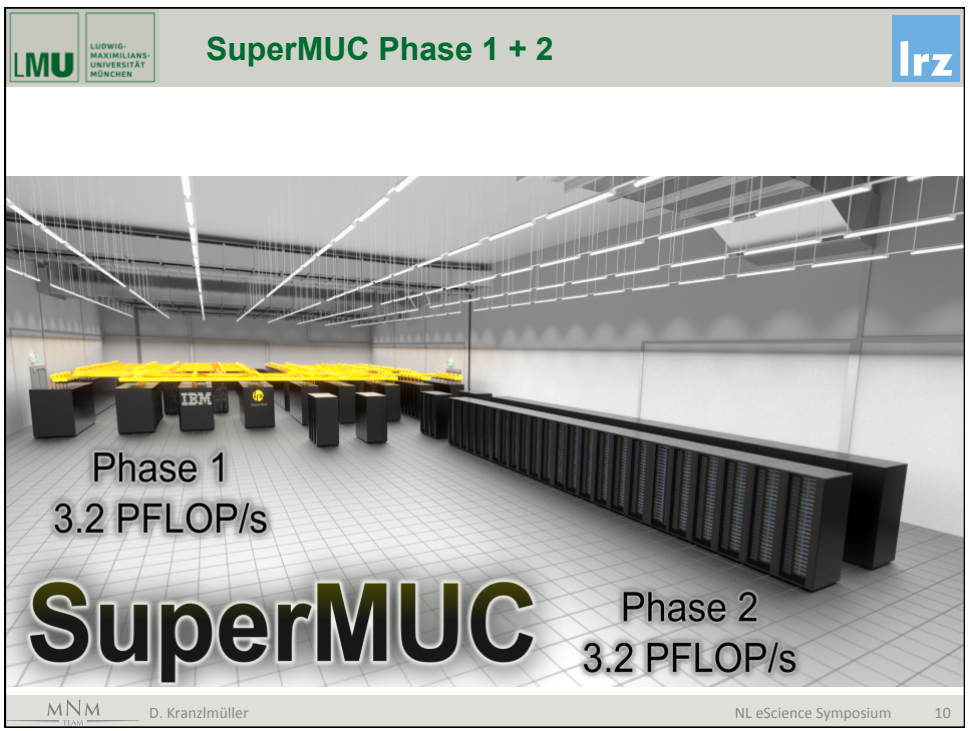 LMU
LUDWIG-
MAXIMILIANS-
UNIVERSITÄT
MÜNCHEN
SuperMUC Phase 1 + 2
lrz
IBM
Phase 1
3.2 PFLOP/s
SuperMUC
Phase 2
3.2 PFLOP/s
MNM
TEAM
D. Kranzlmüller
NL eScience Symposium
10